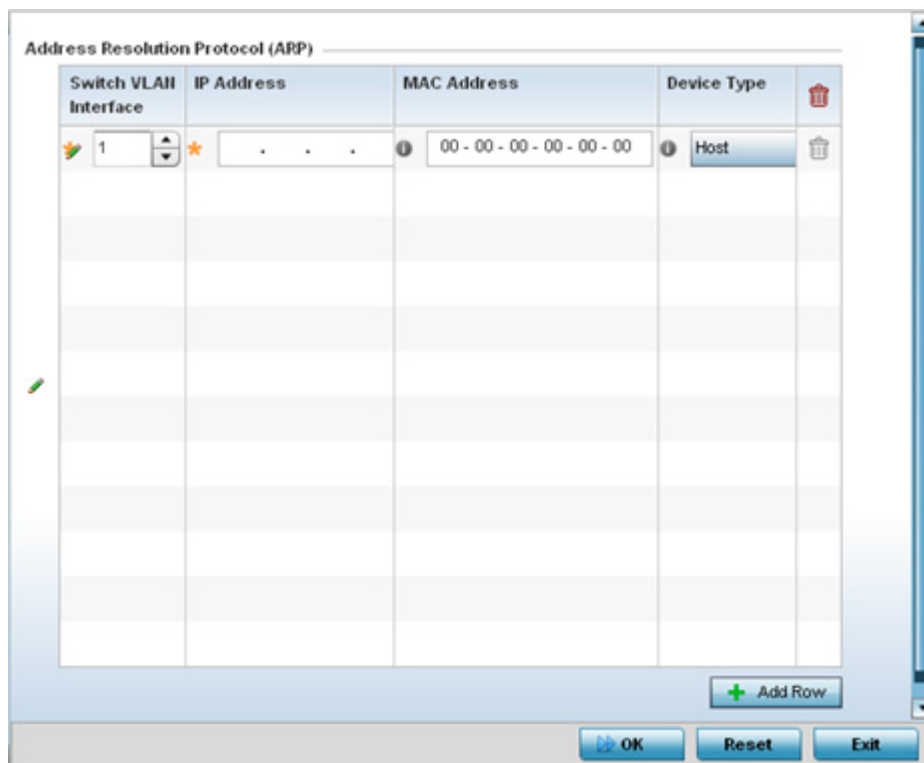 Address Resolution Protocol (ARP)
Switch VLAN Interface IP Address MAC Address Device Type
1 . . . 00 - 00 - 00 - 00 - 00 - 00 Host
Add Row
OK Reset Exit